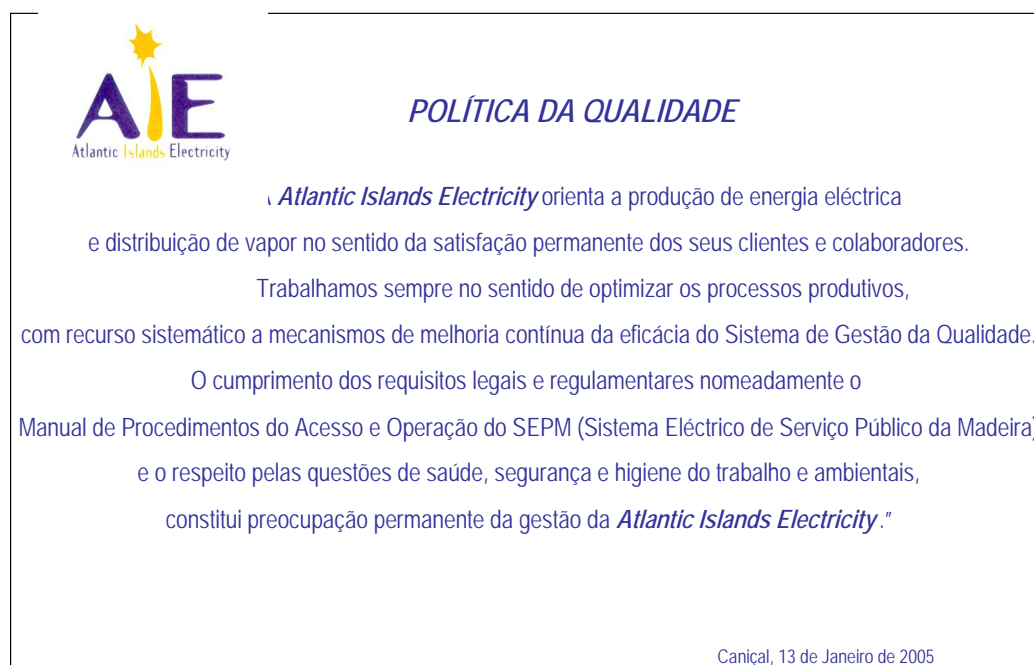 AIE
Atlantic Islands Electricity
POLÍTICA DA QUALIDADE
Atlantic Islands Electricity orienta a produção de energia eléctrica
e distribuição de vapor no sentido da satisfação permanente dos seus clientes e colaboradores.
Trabalhamos sempre no sentido de optimizar os processos produtivos,
com recurso sistemático a mecanismos de melhoria contínua da eficácia do Sistema de Gestão da Qualidade.
O cumprimento dos requisitos legais e regulamentares nomeadamente o
Manual de Procedimentos do Acesso e Operação do SEPM (Sistema Eléctrico de Serviço Público da Madeira)
e o respeito pelas questões de saúde, segurança e higiene do trabalho e ambientais,
constitui preocupação permanente da gestão da Atlantic Islands Electricity."
Caniçal, 13 de Janeiro de 2005